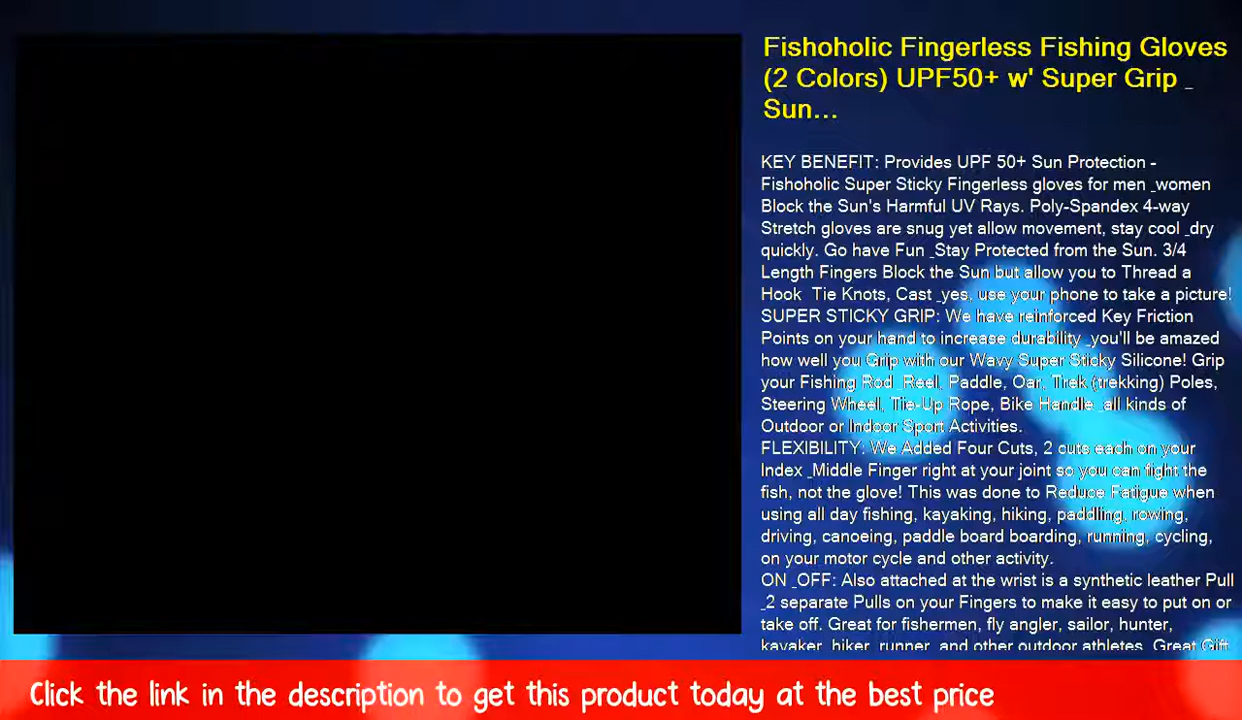 Fishoholic Fingerless Fishing Gloves
(2 Colors) UPF50+ w' Super Grip _
Sun...
KEY BENEFIT: Provides UPF 50+ Sun Protection -
Fishoholic Super Sticky Fingerless gloves for men _women
Block the Sun's Harmful UV Rays. Poly-Spandex 4-way
Stretch gloves are snug yet allow movement, stay cool _dry
quickly. Go have Fun _Stay Protected from the Sun. 3/4
Length Fingers Block the Sun but allow you to Thread a
Hook  Tie Knots, Cast _yes, use your phone to take a picture!
SUPER STICKY GRIP: We have reinforced Key Friction
Points on your hand to increase durability _you'll be amazed
how well you Grip with our Wavy Super Sticky Silicone! Grip
your Fishing Rod _Reel, Paddle, Oar, Trek (trekking) Poles,
Steering Wheel, Tie-Up Rope, Bike Handle _all kinds of
Outdoor or Indoor Sport Activities.
FLEXIBILITY: We Added Four Cuts, 2 cuts each on your
Index _Middle Finger right at your joint so you can fight the
fish, not the glove! This was done to Reduce Fatigue when
using all day fishing, kayaking, hiking, paddling, rowing,
driving, canoeing, paddle board boarding, running, cycling,
on your motor cycle and other activity.
ON _OFF: Also attached at the wrist is a synthetic leather Pull
_2 separate Pulls on your Fingers to make it easy to put on or
take off. Great for fishermen, fly angler, sailor, hunter,
kayaker, hiker, runner, and other outdoor athletes. Great Gift
Click the link in the description to get this product today at the best price